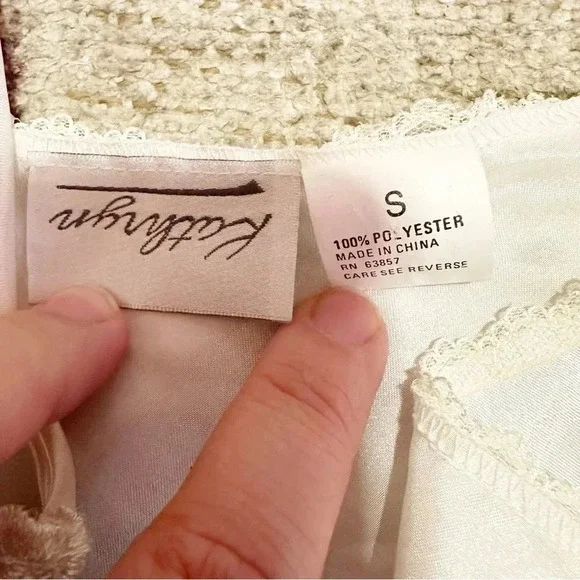 Kathryn
S
100% POLYESTER
MADE IN CHINA
RN 63857
CARE SEE REVERSE